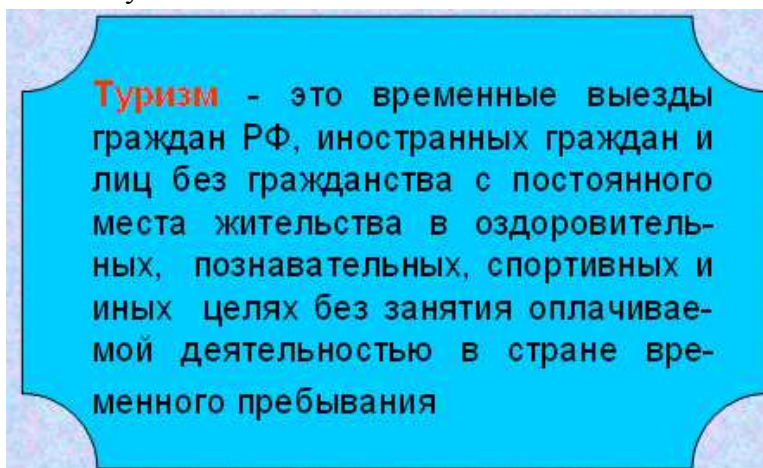 Туризм - это временные выезды
граждан РФ, иностранных граждан и
лиц без гражданства с постоянного
места жительства в оздоровитель-
ных, познавательных, спортивных и
иных целях без занятия оплачивае-
мой деятельностью в стране вре-
менного пребывания